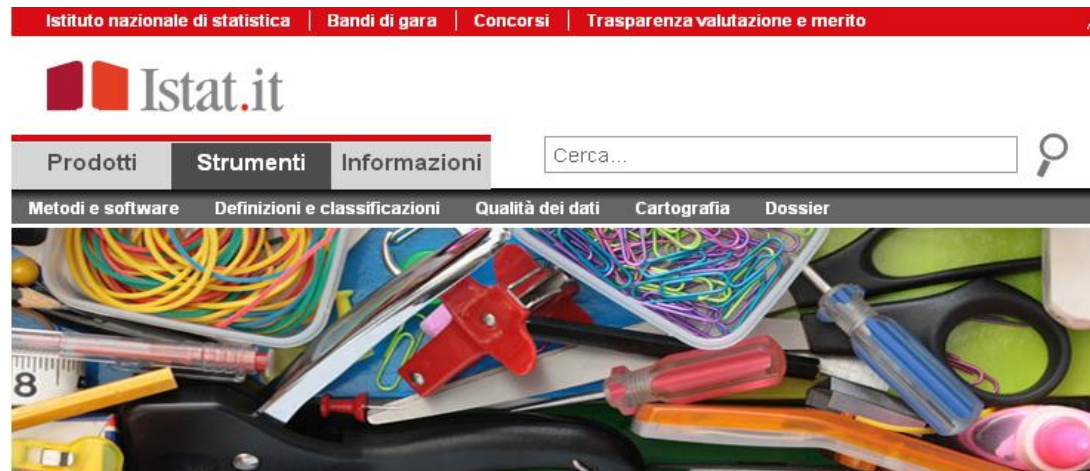 Istituto nazionale di statistica | Bandi di gara | Concorsi | Trasparenza valutazione e merito
Istat.it
Prodotti Strumenti Informazioni Cerca...
Metodi e software Definizioni e classificazioni Qualità dei dati Cartografia Dossier
8